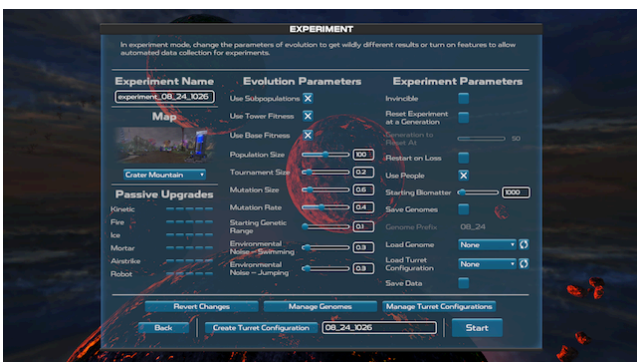 EXPERIMENT
In experiment mode, change the parameters of evolution to get wildly different results or turn on features to allow
automated data collection for experiments.
Experiment Name
experiment_08_24_1026
Map
Crater Mountain
Passive Upgrades
Kinetic
Fire
Ice
Mortar
Airstrike
Robot
Evolution Parameters
Use Subpopulations X
Use Tower Fitness X
Use Base Fitness X
Population Size 100
Tournament Size 0.2
Mutation Size 0.6
Mutation Rate 0.4
Starting Genetic
Range 0.1
Environmental
Noise – Swimming 0.3
Environmental
Noise – Jumping 0.3
Experiment Parameters
Invincible
Reset Experiment
at a Generation
Generation to
Reset At 90
Restart on Loss
Use People X
Starting Biomatter 1000
Save Genomes
Genome Prefix 08_24
Load Genome None
Load Turret
Configuration None
Save Data
Revert Changes Manage Genomes Manage Turret Configurations
Back Create Turret Configuration 08_24_1026 Start